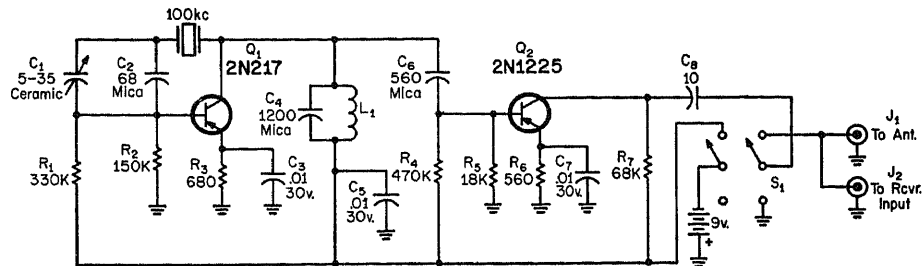 100kc
C1
5-35
Ceramic
C2
68
Mica
Q1
2N217
C4
1200
Mica
L1
C6
560
Mica
Q2
2N1225
C8
10
J1
To Ant.
J2
To Rcvr.
Input
S1
R1
330K
R2
150K
R3
680
C3
.01
30v.
C5
.01
30v.
R4
470K
R5
18K
R6
560
C7
.01
30v.
R7
68K
9v.
+